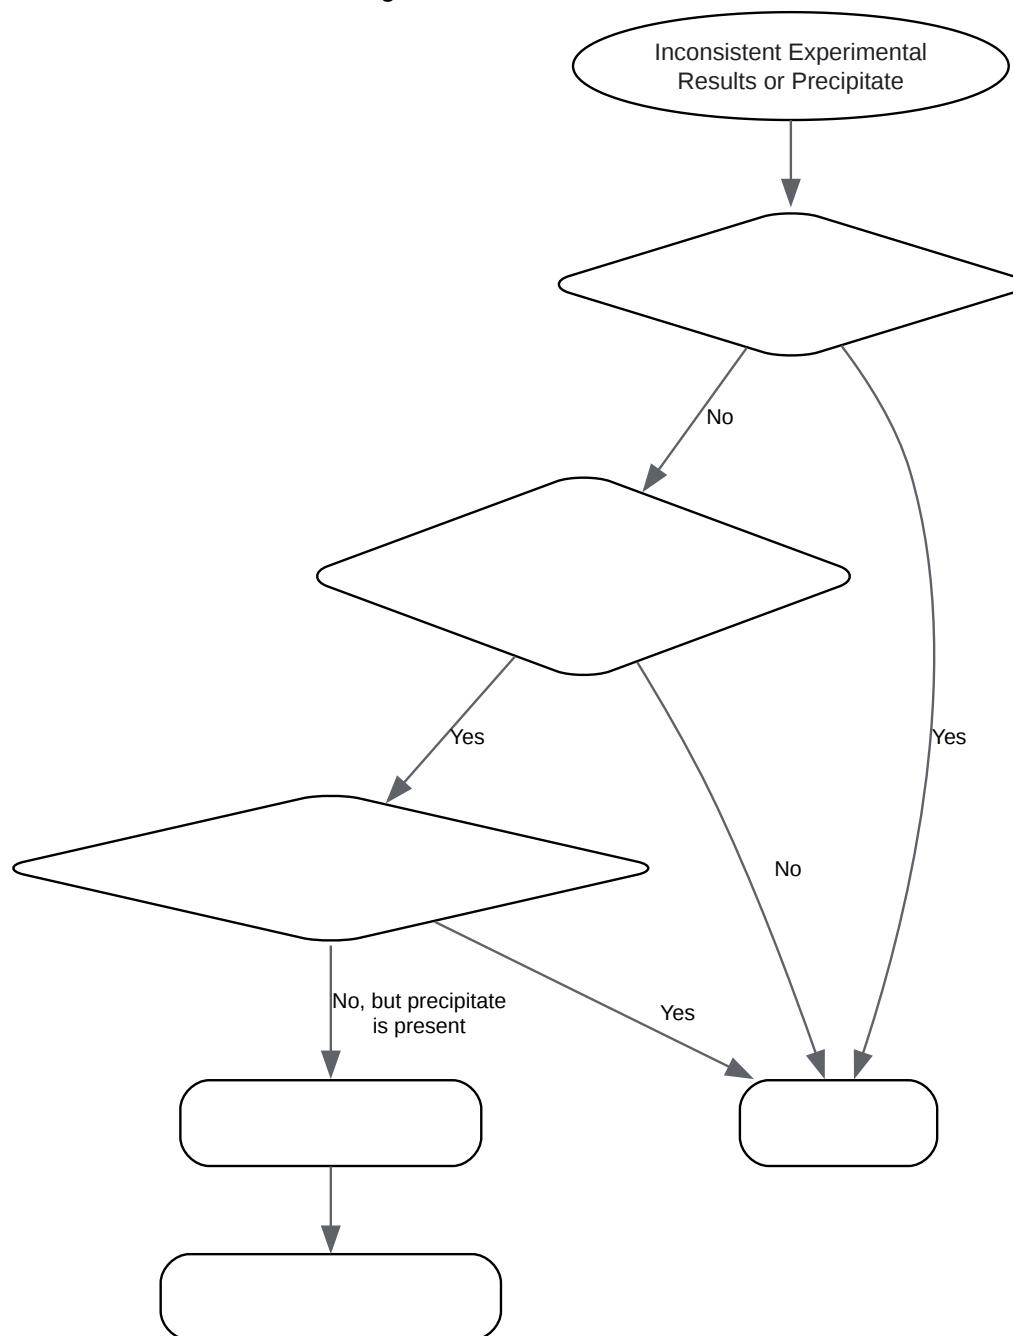 Inconsistent Experimental
Results or Precipitate
No
Yes
Yes
No
No, but precipitate
is present
Yes